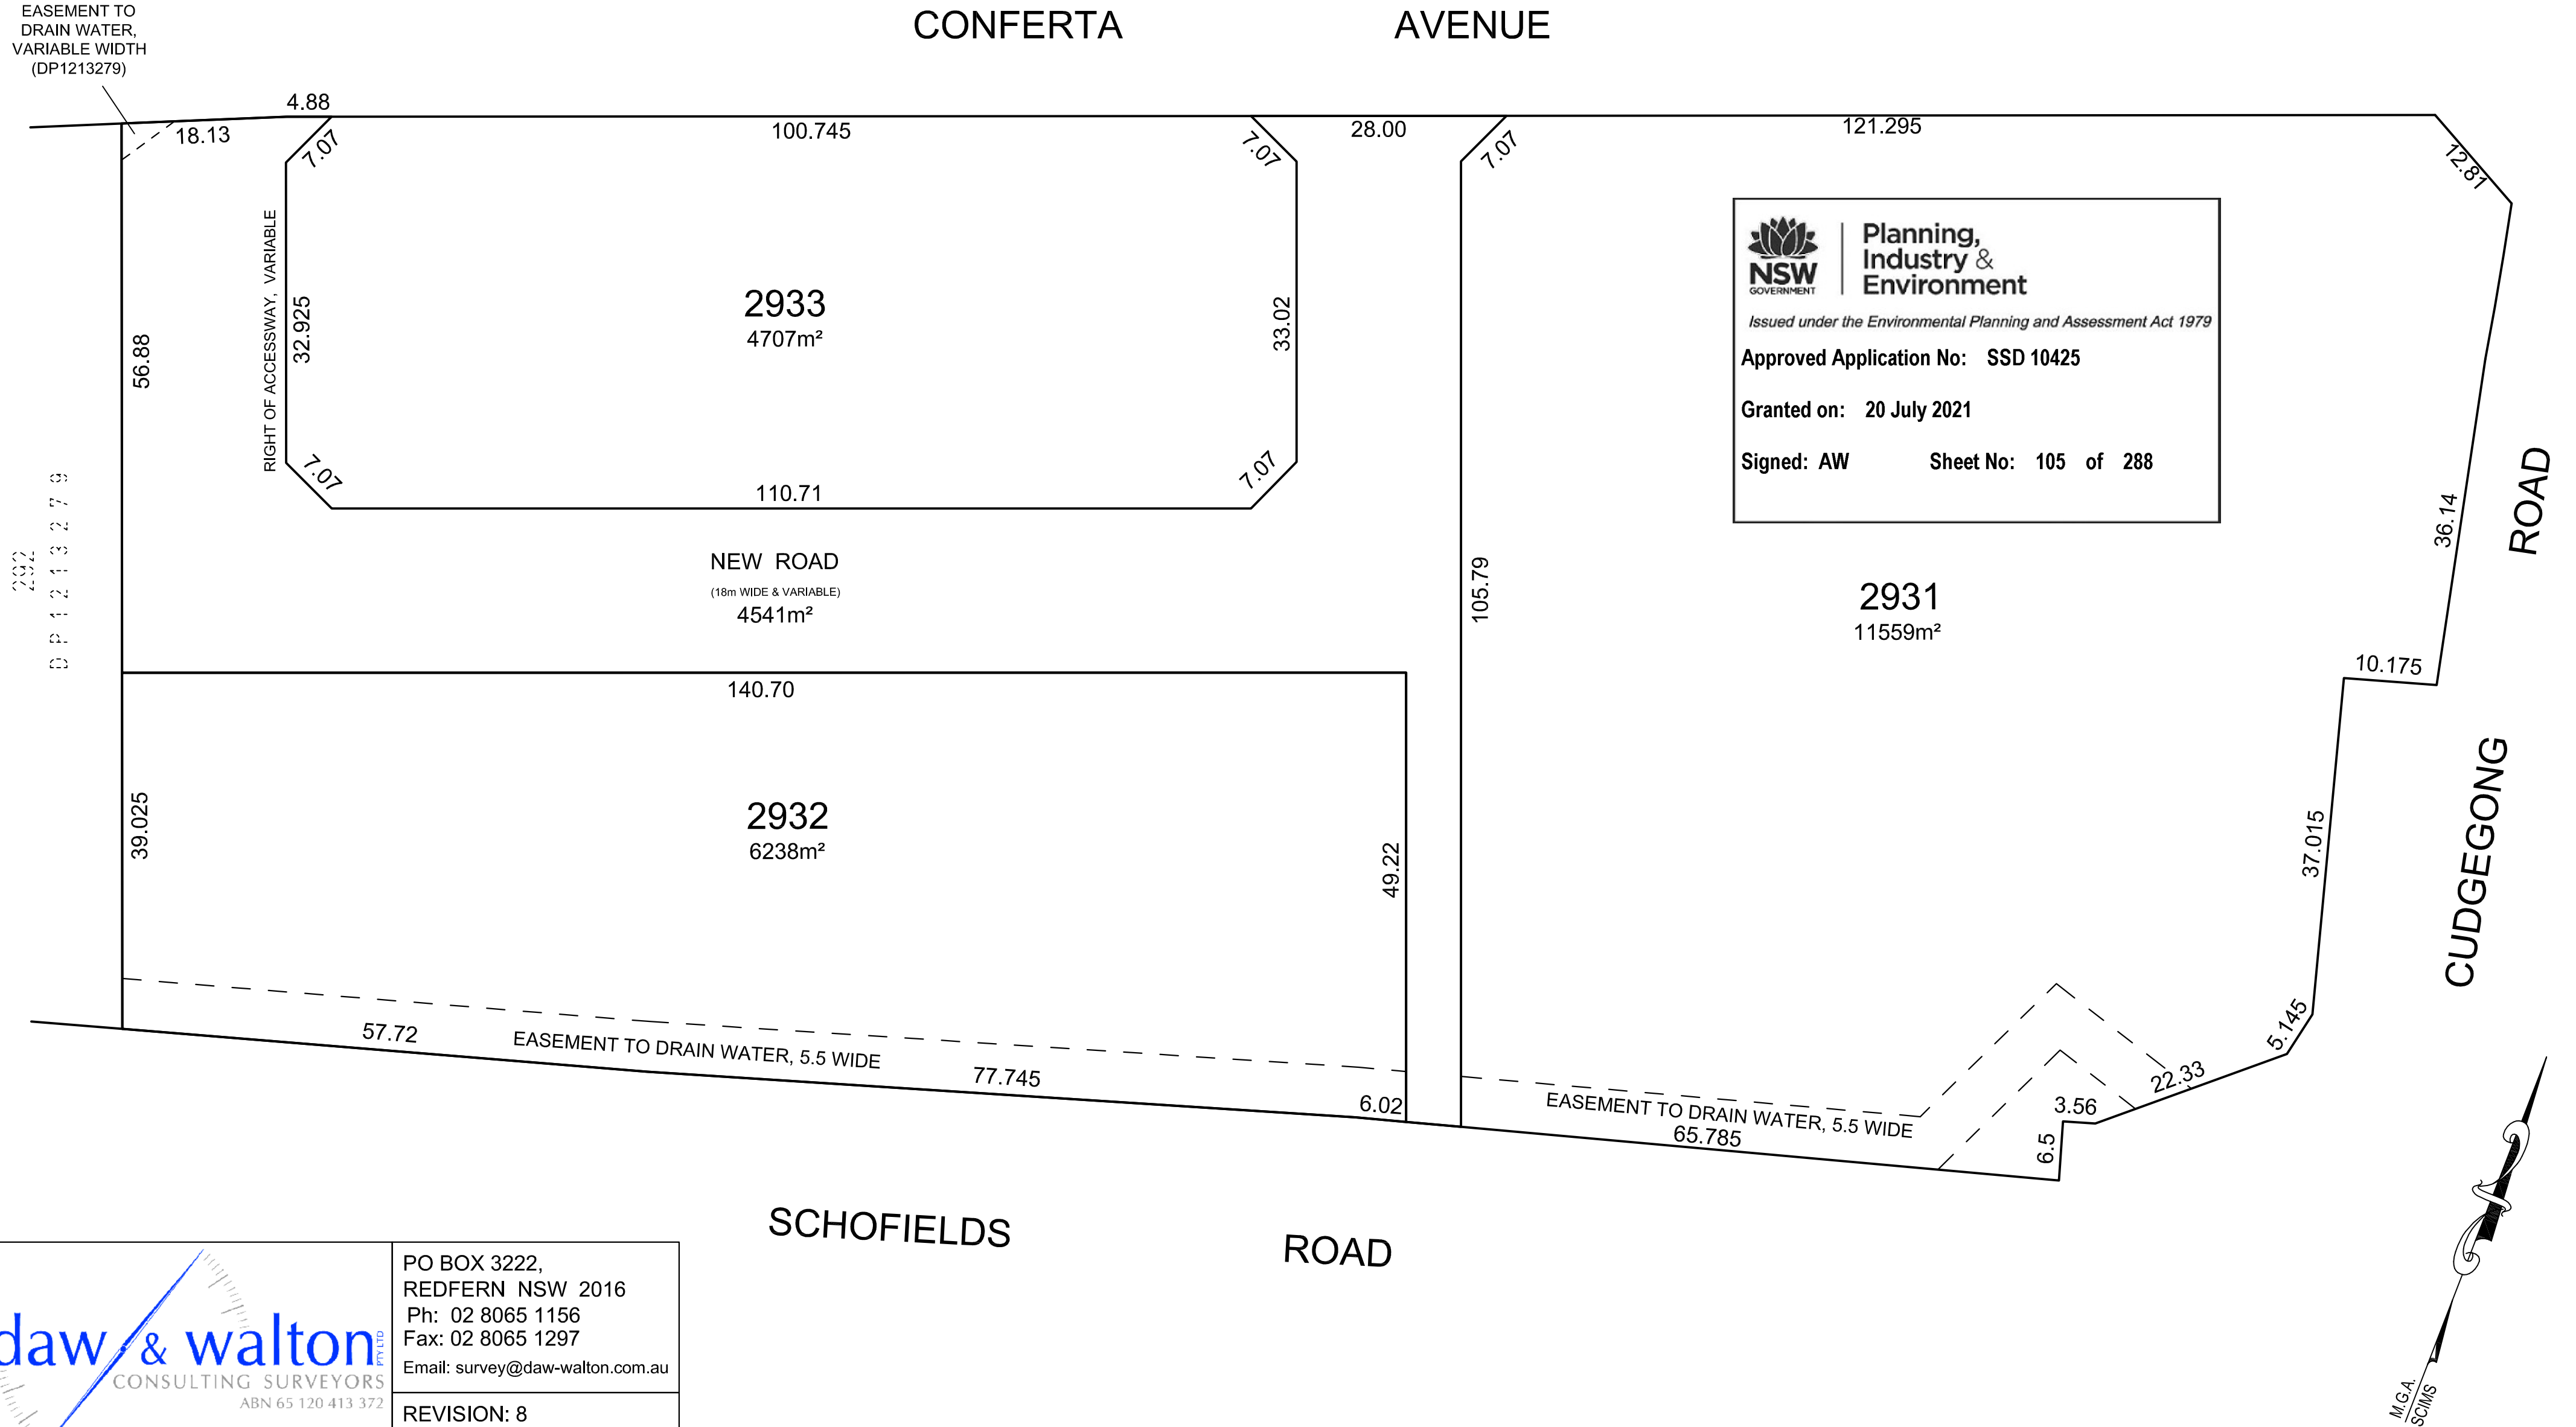 EASEMENT TO
DRAIN WATER,
VARIABLE WIDTH
(DP1213279)
CONFERTA AVENUE
4.88
18.13
7.07
100.745
7.07
28.00
7.07
121.295
12.81
56.88
RIGHT OF ACCESSWAY, VARIABLE
32.925
2933
4707m²
33.02
7.07
110.71
7.07
NSW
GOVERNMENT
Planning,
Industry &
Environment
Issued under the Environmental Planning and Assessment Act 1979
Approved Application No: SSD 10425
Granted on: 20 July 2021
Signed: AW Sheet No: 105 of 288
292
DP1213279
NEW ROAD
(18m WIDE & VARIABLE)
4541m²
105.79
2931
11559m²
36.14
10.175
CUDGEGONG ROAD
140.70
39.025
2932
6238m²
49.22
37.015
5.145
22.33
3.56
6.5
57.72
EASEMENT TO DRAIN WATER, 5.5 WIDE
77.745
6.02
EASEMENT TO DRAIN WATER, 5.5 WIDE
65.785
SCHOFIELDS ROAD
daw & walton PTY LTD
CONSULTING SURVEYORS
ABN 65 120 413 372
PO BOX 3222,
REDFERN NSW 2016
Ph: 02 8065 1156
Fax: 02 8065 1297
Email: survey@daw-walton.com.au
REVISION: 8
M.G.A.
SCIMS